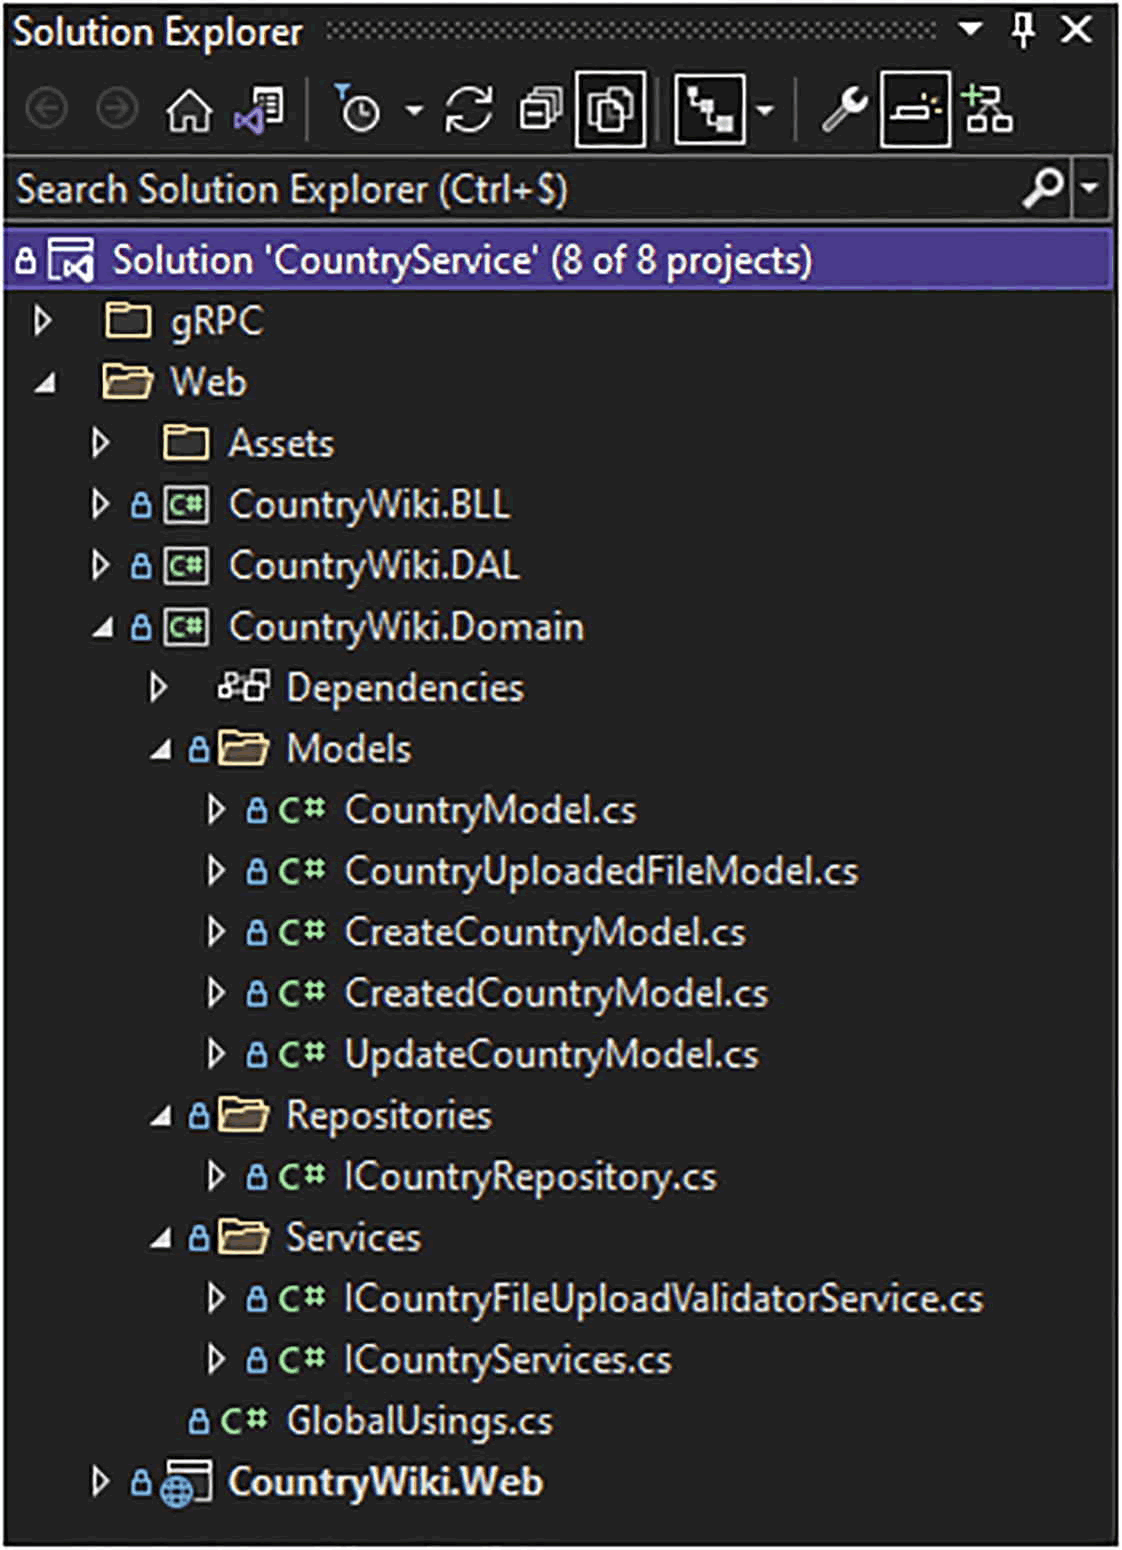 Solution Explorer
Search Solution Explorer (Ctrl+$)
Solution 'CountryService' (8 of 8 projects)
gRPC
Web
Assets
C# CountryWiki.BLL
C# CountryWiki.DAL
C# CountryWiki.Domain
Dependencies
Models
C# CountryModel.cs
C# CountryUploadedFileModel.cs
C# CreateCountryModel.cs
C# CreatedCountryModel.cs
C# UpdateCountryModel.cs
Repositories
C# ICountryRepository.cs
Services
C# ICountryFileUploadValidatorService.cs
C# ICountryServices.cs
C# GlobalUsings.cs
CountryWiki.Web